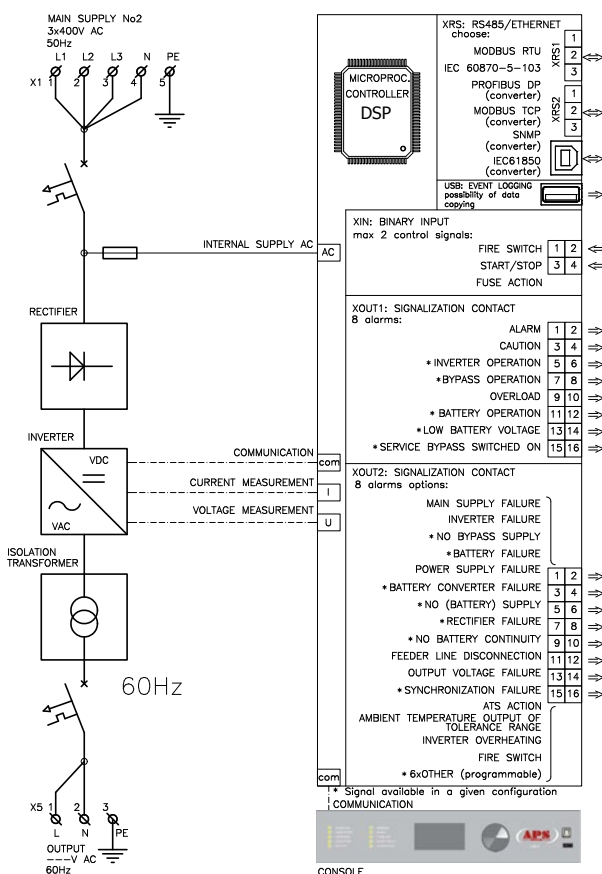 MAIN SUPPLY No2
3x400V AC
50Hz
L1 L2 L3 N PE
X1 1 2 3 4 5
INTERNAL SUPPLY AC
RECTIFIER
INVERTER
VDC
VAC
COMMUNICATION
CURRENT MEASUREMENT
VOLTAGE MEASUREMENT
ISOLATION
TRANSFORMER
60Hz
X5 1 2 3
L N PE
OUTPUT
---V AC
60Hz
MICROPROC.
CONTROLLER
DSP
AC
com
I
U
com
XRS: RS485/ETHERNET
choose:
MODBUS RTU
IEC 60870-5-103
PROFIBUS DP
(converter)
MODBUS TCP
(converter)
SNMP
(converter)
IEC61850
(converter)
XRS1
1
2
3
XRS2
1
2
3
USB: EVENT LOGGING
possibility of data
copying
XIN: BINARY INPUT
max 2 control signals:
FIRE SWITCH 1 2
START/STOP 3 4
FUSE ACTION
XOUT1: SIGNALIZATION CONTACT
8 alarms:
ALARM 1 2
CAUTION 3 4
* INVERTER OPERATION 5 6
* BYPASS OPERATION 7 8
OVERLOAD 9 10
* BATTERY OPERATION 11 12
* LOW BATTERY VOLTAGE 13 14
* SERVICE BYPASS SWITCHED ON 15 16
XOUT2: SIGNALIZATION CONTACT
8 alarms options:
MAIN SUPPLY FAILURE
INVERTER FAILURE
* NO BYPASS SUPPLY
* BATTERY FAILURE
POWER SUPPLY FAILURE 1 2
* BATTERY CONVERTER FAILURE 3 4
* NO (BATTERY) SUPPLY 5 6
* RECTIFIER FAILURE 7 8
* NO BATTERY CONTINUITY 9 10
FEEDER LINE DISCONNECTION 11 12
OUTPUT VOLTAGE FAILURE 13 14
* SYNCHRONIZATION FAILURE 15 16
ATS ACTION
AMBIENT TEMPERATURE OUTPUT OF
TOLERANCE RANGE
INVERTER OVERHEATING
FIRE SWITCH
* 6xOTHER (programmable)
* Signal available in a given configuration
COMMUNICATION
APS
CONSOLE